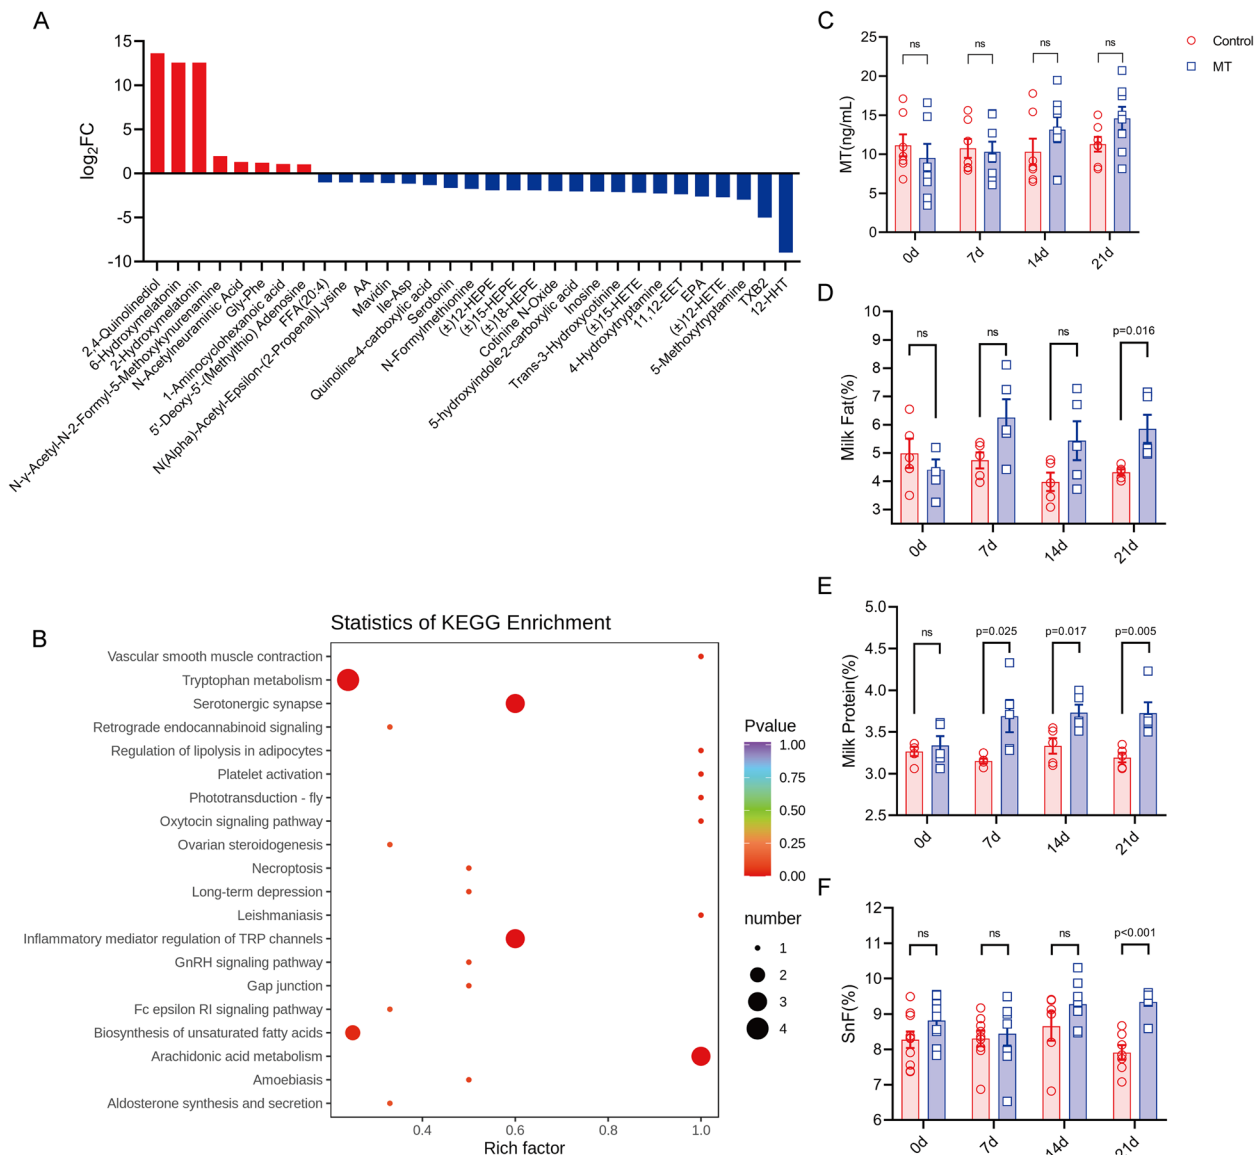 A
log2FC
15
10
5
0
-5
-10
2,4-Quinolinediol
6-Hydroxymelatonin
2-Hydroxymelatonin
N-γ-Acetyl-N-2-Formyl-5-Methoxykynurenamine
N-Acetylneuraminic Acid
Gly-Phe
1-Aminocyclohexanoic acid
5'-Deoxy-5'-(Methylthio) Adenosine
FFA(20:4)
N(Alpha)-Acetyl-Epsilon-(2-Propenal)Lysine
AA
Mavidin
Ile-Asp
Quinoline-4-carboxylic acid
Serotonin
N-Formylmethionine
(±)12-HEPE
(±)15-HEPE
(±)18-HEPE
Cotinine N-Oxide
5-hydroxyindole-2-carboxylic acid
Inosine
Trans-3-Hydroxycotinine
(±)15-HETE
4-Hydroxytryptamine
11,12-EET
EPA
(±)12-HETE
5-Methoxytryptamine
TXB2
12-HHT
B
Statistics of KEGG Enrichment
Vascular smooth muscle contraction
Tryptophan metabolism
Serotonergic synapse
Retrograde endocannabinoid signaling
Regulation of lipolysis in adipocytes
Platelet activation
Phototransduction - fly
Oxytocin signaling pathway
Ovarian steroidogenesis
Necroptosis
Long-term depression
Leishmaniasis
Inflammatory mediator regulation of TRP channels
GnRH signaling pathway
Gap junction
Fc epsilon RI signaling pathway
Biosynthesis of unsaturated fatty acids
Arachidonic acid metabolism
Amoebiasis
Aldosterone synthesis and secretion
0.4 0.6 0.8 1.0
Rich factor
Pvalue
1.00
0.75
0.50
0.25
0.00
number
1
2
3
4
C
MT(ng/mL)
25
20
15
10
5
0
ns ns ns ns
0d 7d 14d 21d
Control
MT
D
Milk Fat(%)
10
9
8
7
6
5
4
3
ns ns ns p=0.016
0d 7d 14d 21d
E
Milk Protein(%)
5.0
4.5
4.0
3.5
3.0
2.5
ns p=0.025 p=0.017 p=0.005
0d 7d 14d 21d
F
SnF(%)
12
11
10
9
8
7
6
ns ns ns p<0.001
0d 7d 14d 21d